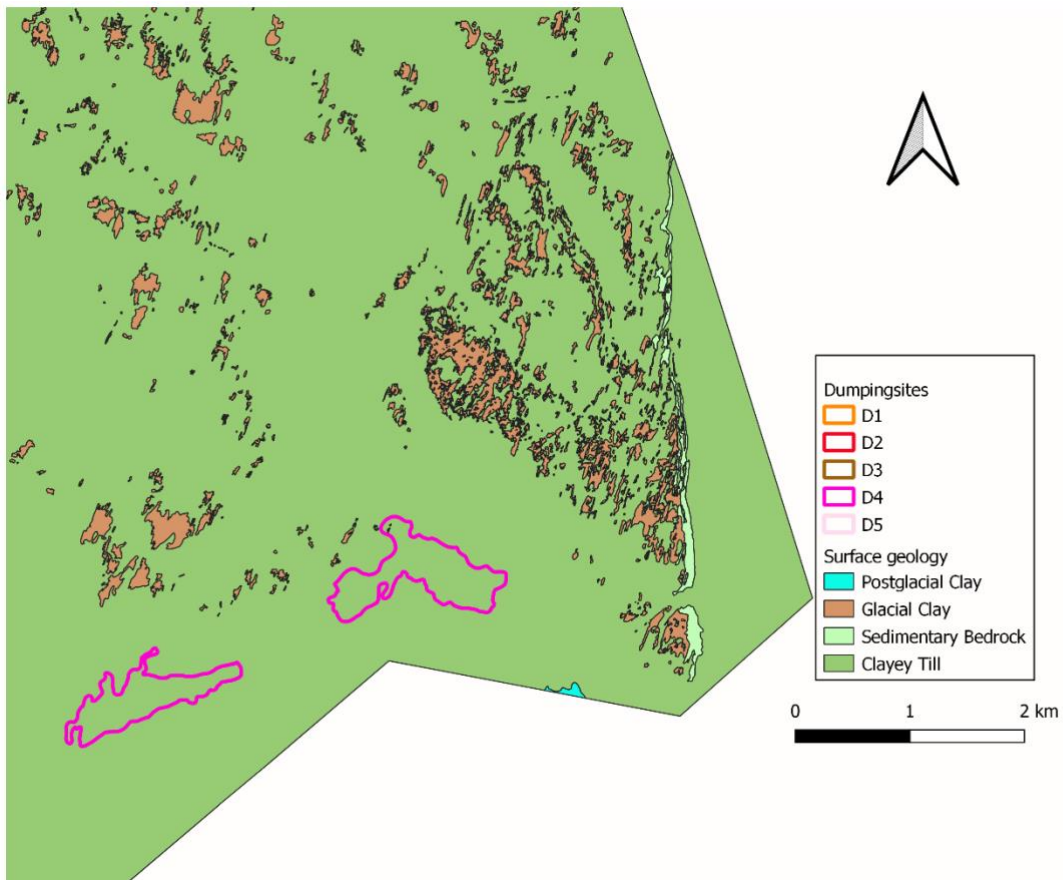 Dumpingsites
D1
D2
D3
D4
D5
Surface geology
Postglacial Clay
Glacial Clay
Sedimentary Bedrock
Clayey Till
0 1 2 km